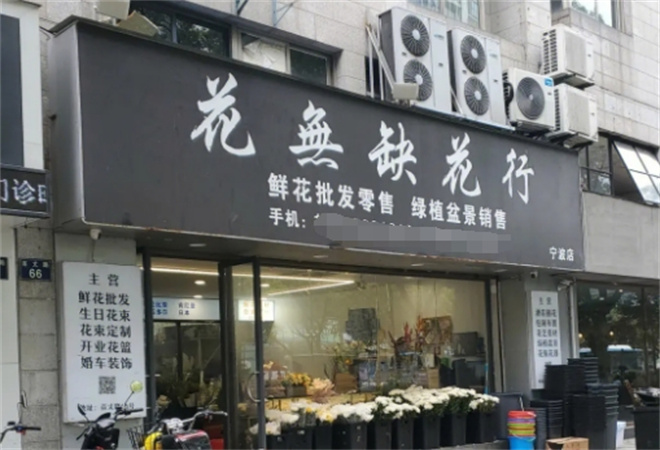 花無缺花行
鲜花批发零售 绿植盆景销售
手机:
宁波店
门诊
66
主营
鲜花批发
生日花束
花束定制
开业花篮
婚车装饰
主营